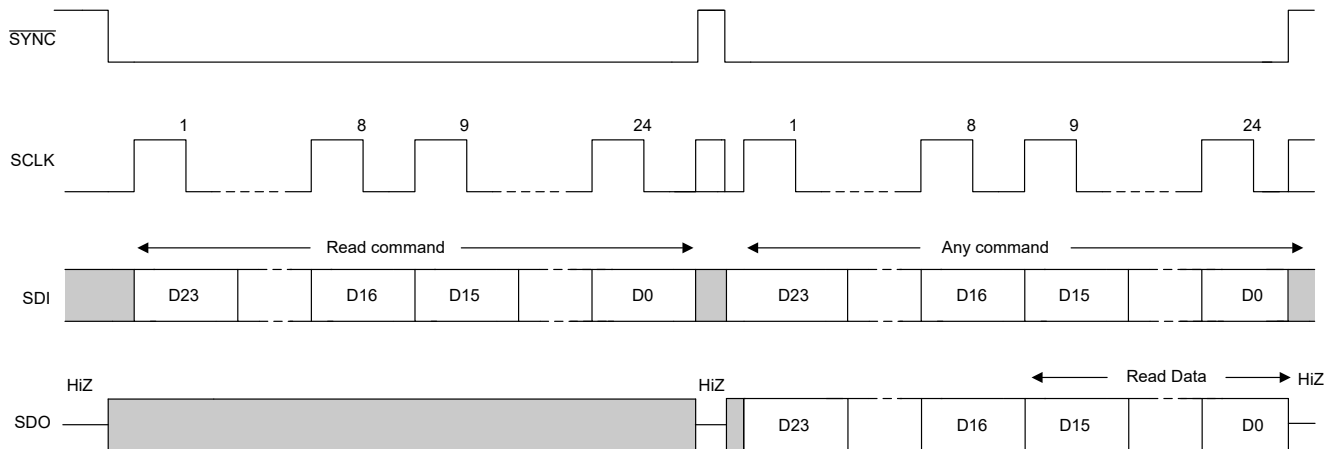 SYNC
1 8 9 24 1 8 9 24
SCLK
Read command Any command
SDI D23 D16 D15 D0 D23 D16 D15 D0
HiZ HiZ Read Data HiZ
SDO D23 D16 D15 D0